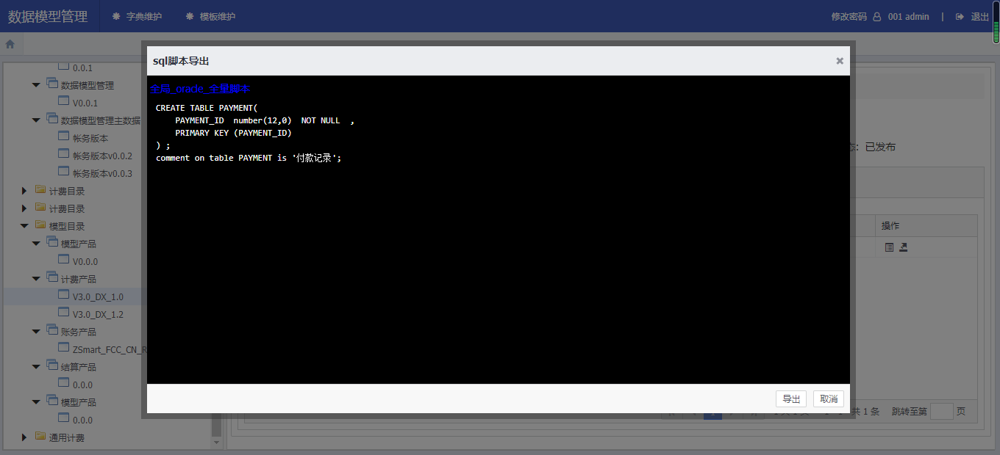 数据模型管理
字典维护
模板维护
修改密码
001 admin
|
退出
sql脚本导出
全局_oracle_全量脚本
CREATE TABLE PAYMENT(
PAYMENT_ID number(12,0) NOT NULL ,
PRIMARY KEY (PAYMENT_ID)
) ;
comment on table PAYMENT is '付款记录';
导出
取消
0.0.1
数据模型管理
V0.0.1
数据模型管理主数据
帐务版本
帐务版本v0.0.2
帐务版本v0.0.3
计费目录
计费目录
模型目录
模型产品
V0.0.0
计费产品
V3.0_DX_1.0
V3.0_DX_1.2
账务产品
ZSmart_FCC_CN_R
结算产品
0.0.0
模型产品
0.0.0
通用计费
已发布
操作
共 1 条
跳转至第
页